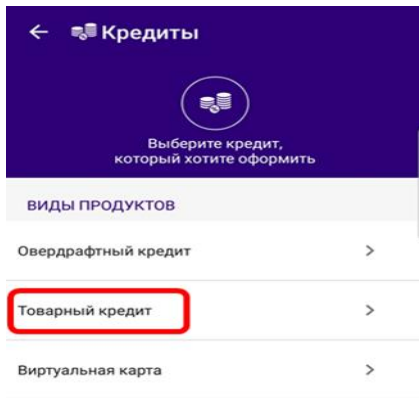 Кредиты
Выберите кредит,
который хотите оформить
ВИДЫ ПРОДУКТОВ
Овердрафтный кредит
Товарный кредит
Виртуальная карта